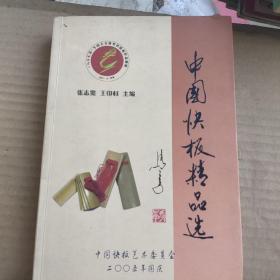 张志宽 王印权 主编
中国快板精品选
中国快板艺术委员会
二〇〇五年国庆